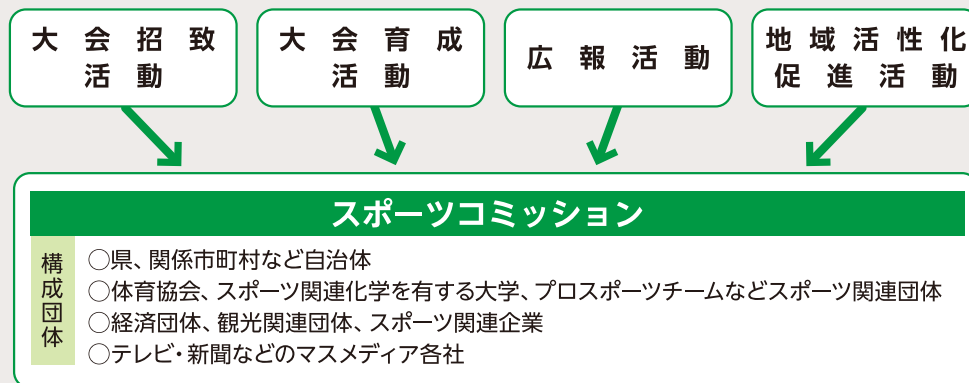 大会招致
活動
大会育成
活動
広報活動
地域活性化
促進活動
スポーツコミッション
構成団体
○県、関係市町村など自治体
○体育協会、スポーツ関連化学を有する大学、プロスポーツチームなどスポーツ関連団体
○経済団体、観光関連団体、スポーツ関連企業
○テレビ・新聞などのマスメディア各社